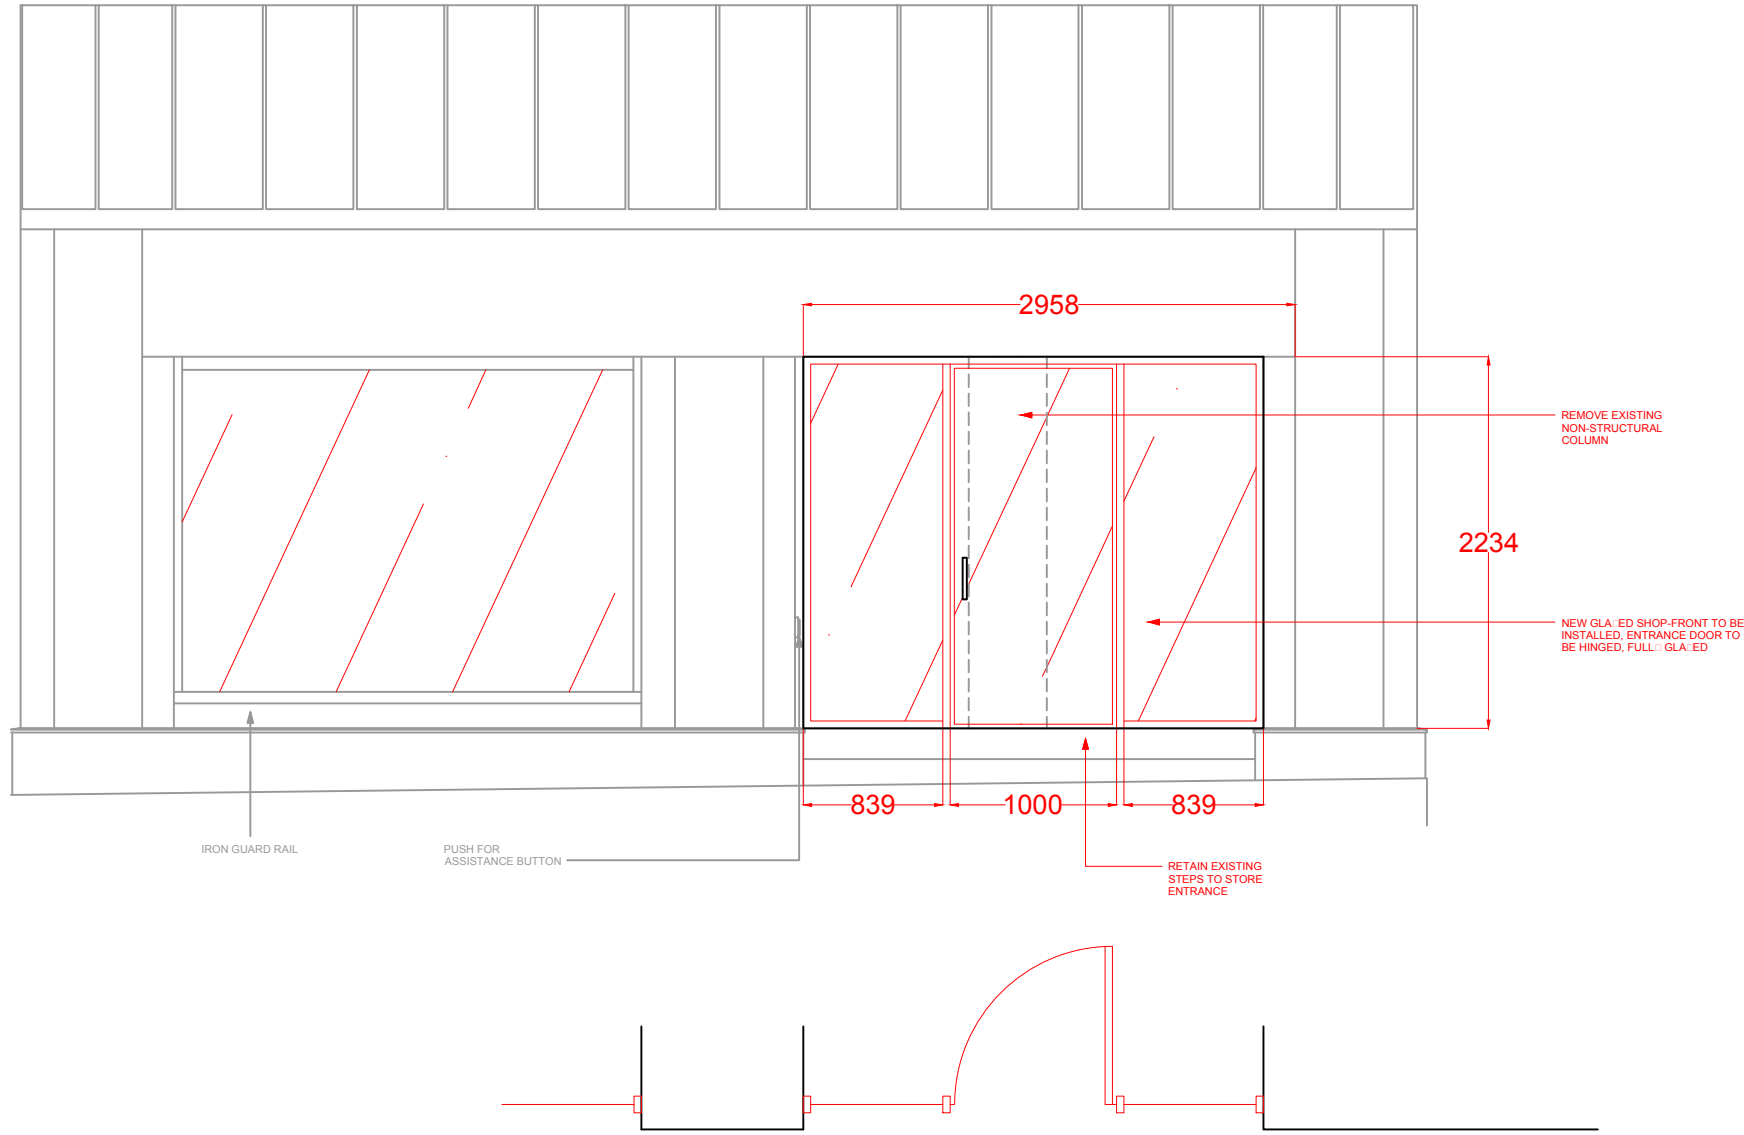 2958
REMOVE EXISTING
NON-STRUCTURAL
COLUMN
2234
NEW GLA□ED SHOP-FRONT TO BE
INSTALLED, ENTRANCE DOOR TO
BE HINGED, FULL□ GLA□ED
839
1000
839
IRON GUARD RAIL
PUSH FOR
ASSISTANCE BUTTON
RETAIN EXISTING
STEPS TO STORE
ENTRANCE